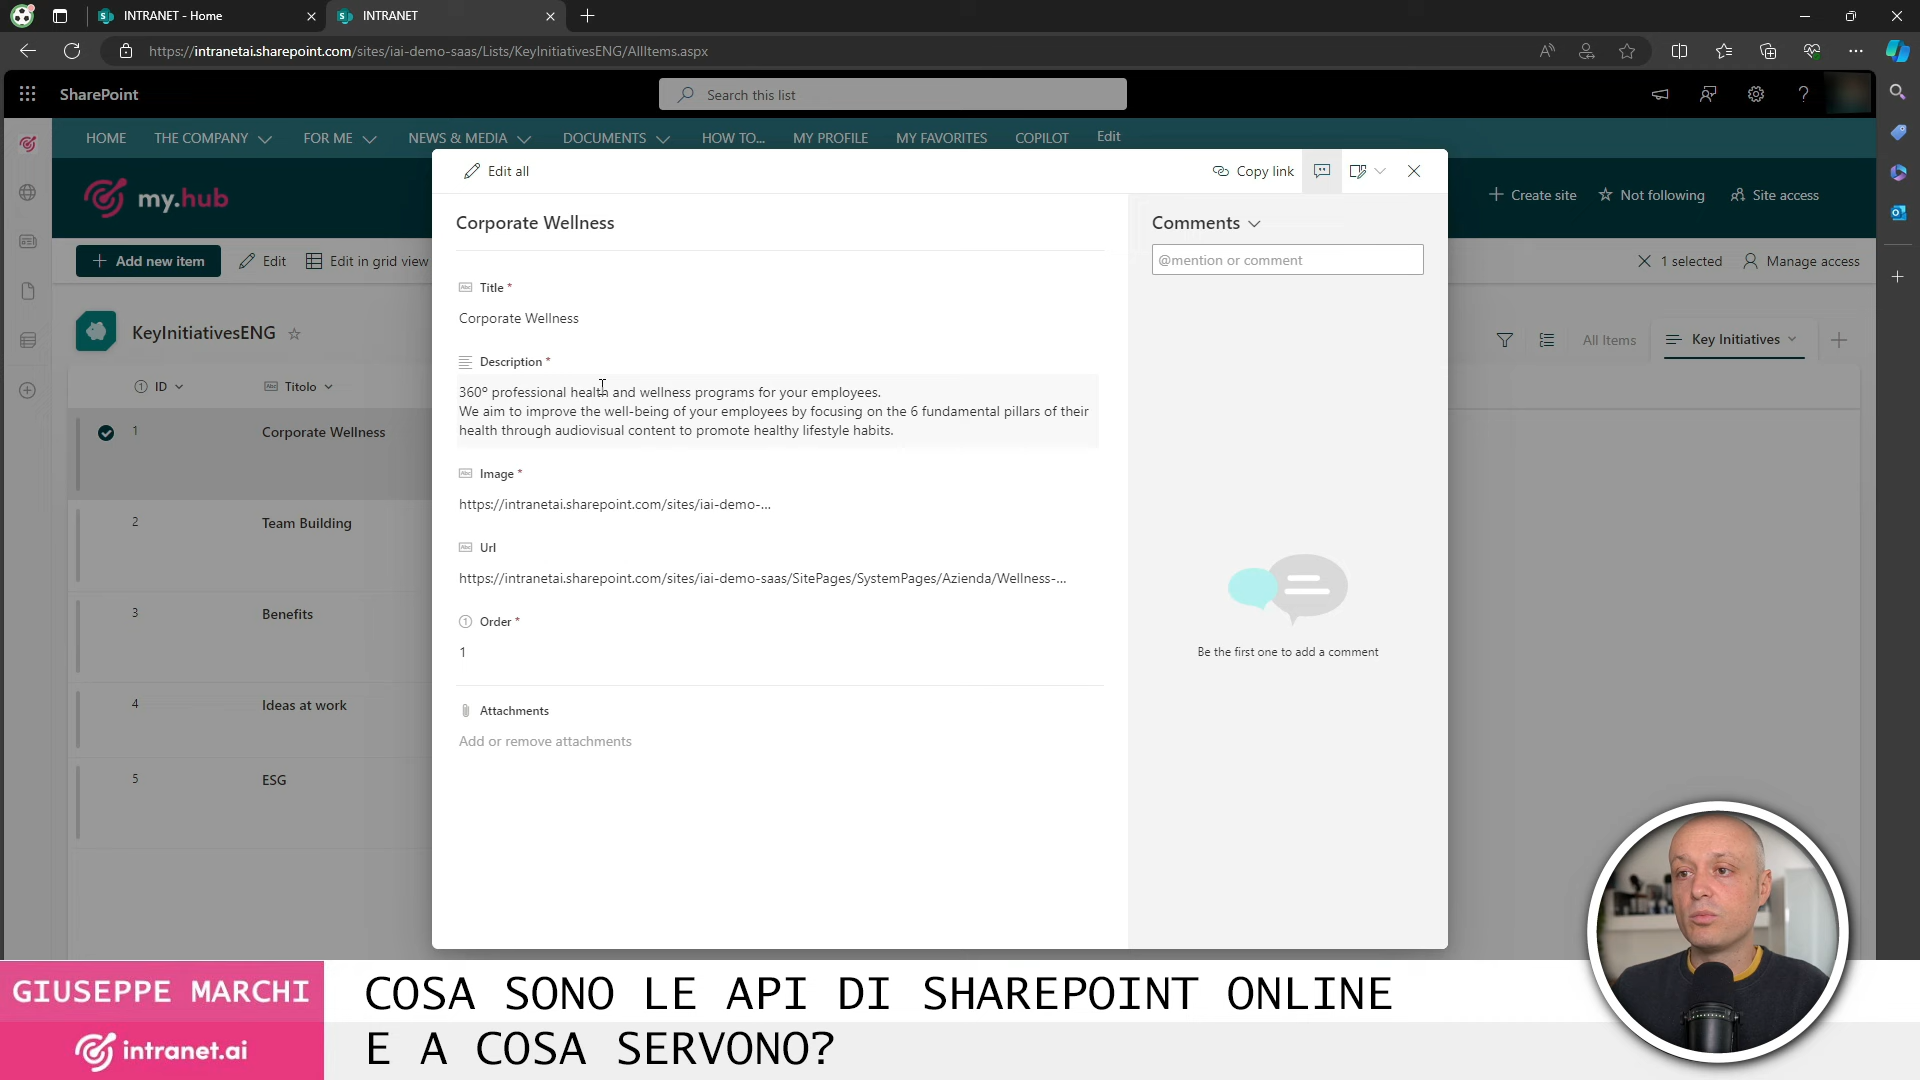 INTRANET - Home
INTRANET
https://intranetai.sharepoint.com/sites/iai-demo-saas/Lists/KeyInitiativesENG/AllItems.aspx
SharePoint
Search this list
HOME
THE COMPANY
FOR ME
NEWS & MEDIA
DOCUMENTS
HOW TO...
MY PROFILE
MY FAVORITES
COPILOT
Edit
my.hub
Create site
Not following
Site access
Add new item
Edit
Edit in grid view
1 selected
Manage access
KeyInitiativesENG
All Items
Key Initiatives
ID
Titolo
1
Corporate Wellness
2
Team Building
3
Benefits
4
Ideas at work
5
ESG
Edit all
Copy link
Corporate Wellness
Title *
Corporate Wellness
Description *
360º professional health and wellness programs for your employees.
We aim to improve the well-being of your employees by focusing on the 6 fundamental pillars of their
health through audiovisual content to promote healthy lifestyle habits.
Image *
https://intranetai.sharepoint.com/sites/iai-demo-...
Url
https://intranetai.sharepoint.com/sites/iai-demo-saas/SitePages/SystemPages/Azienda/Wellness-...
Order *
1
Attachments
Add or remove attachments
Comments
@mention or comment
Be the first one to add a comment
GIUSEPPE MARCHI
intranet.ai
COSA SONO LE API DI SHAREPOINT ONLINE
E A COSA SERVONO?